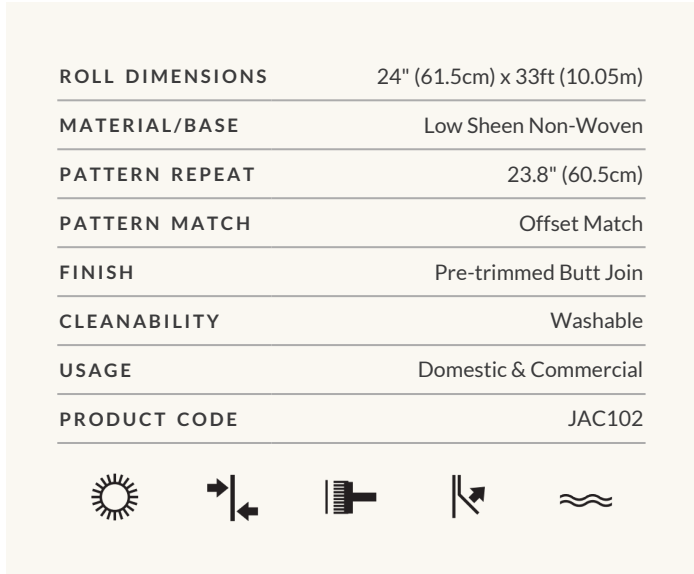 ROLL DIMENSIONS 24" (61.5cm) x 33ft (10.05m)
MATERIAL/BASE Low Sheen Non-Woven
PATTERN REPEAT 23.8" (60.5cm)
PATTERN MATCH Offset Match
FINISH Pre-trimmed Butt Join
CLEANABILITY Washable
USAGE Domestic & Commercial
PRODUCT CODE JAC102